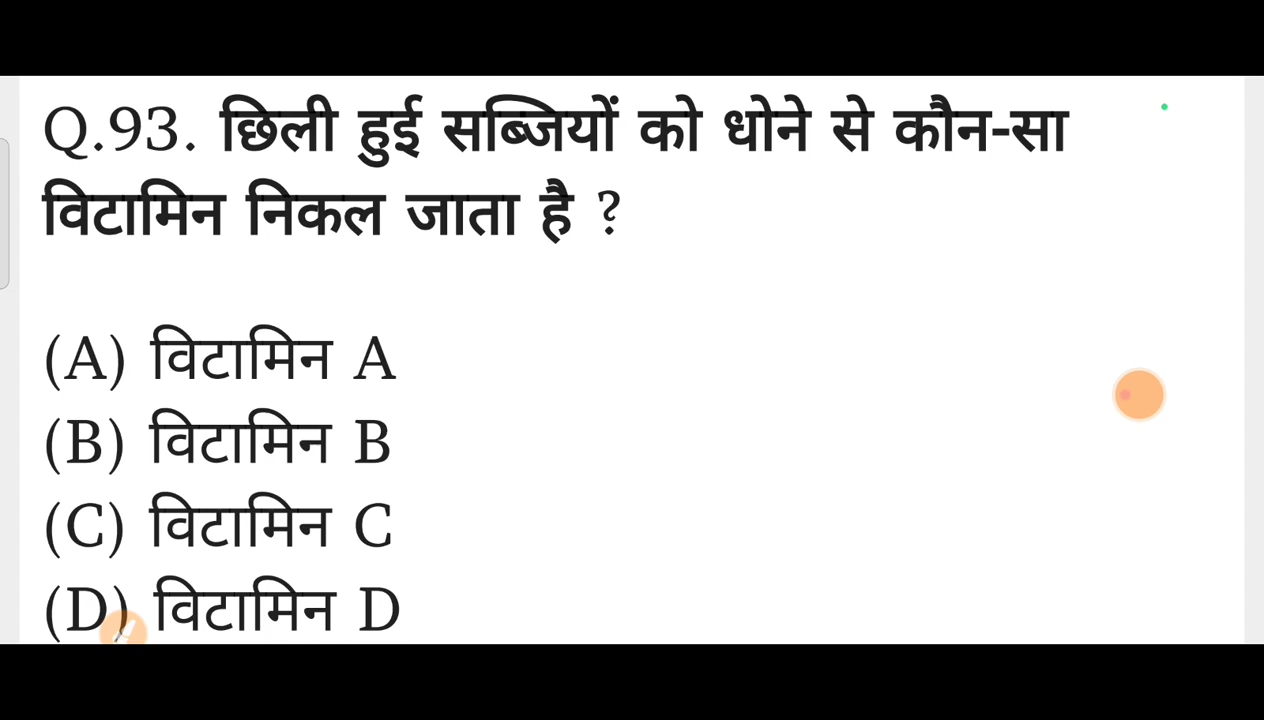 Q.93. छिली हुई सब्जियों को धोने से कौन-सा
विटामिन निकल जाता है ?
(A) विटामिन A
(B) विटामिन B
(C) विटामिन C
(D) विटामिन D